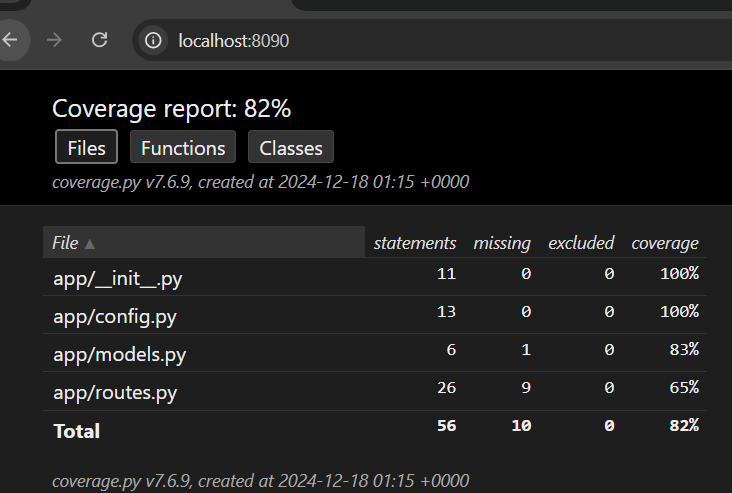 localhost:8090
Coverage report: 82%
Files Functions Classes
coverage.py v7.6.9, created at 2024-12-18 01:15 +0000
File ▲ statements missing excluded coverage
app/__init__.py 11 0 0 100%
app/config.py 13 0 0 100%
app/models.py 6 1 0 83%
app/routes.py 26 9 0 65%
Total 56 10 0 82%
coverage.py v7.6.9, created at 2024-12-18 01:15 +0000